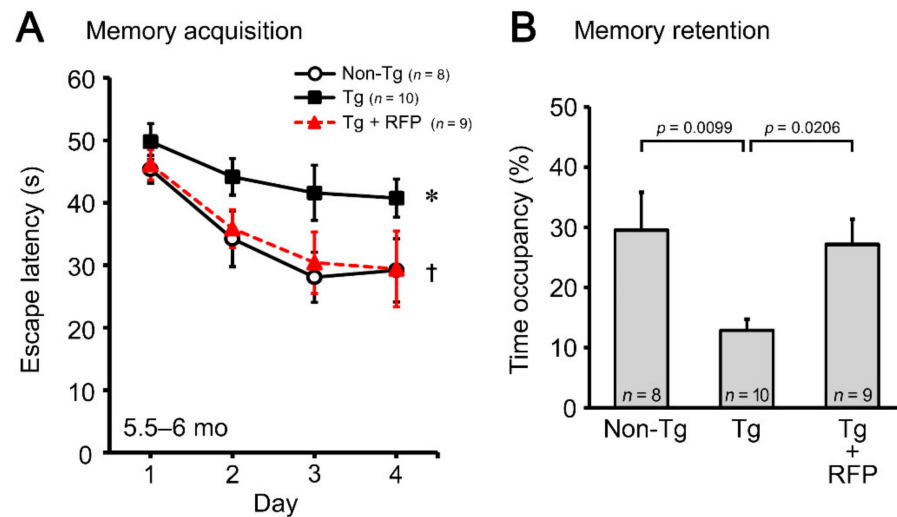 A Memory acquisition
Non-Tg (n = 8)
Tg (n = 10)
Tg + RFP (n = 9)
60
50
40
30
20
10
0
Escape latency (s)
*
†
5.5–6 mo
1 2 3 4
Day
B Memory retention
50
40
30
20
10
0
Time occupancy (%)
p = 0.0099 p = 0.0206
n = 8 n = 10 n = 9
Non-Tg Tg Tg
+
RFP